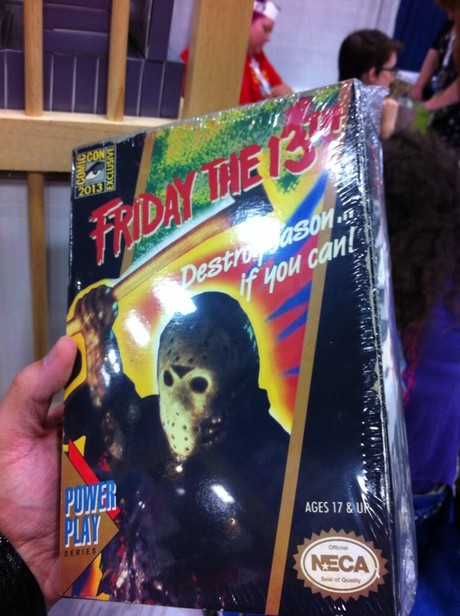 COMIC CON
2013
EXCLUSIVE
FRIDAY THE 13TH
Destroy Jason...
if you can!
POWER
PLAY
SERIES
AGES 17 & UP
Official
NECA
Seal of Quality